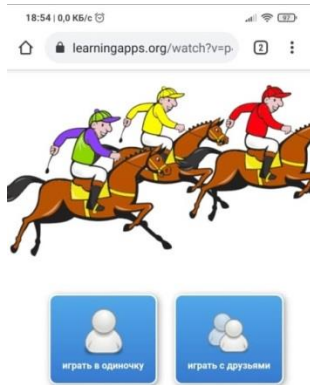 18:54 | 0,0 КБ/с
97
learningapps.org/watch?v=p
2
играть в одиночку
играть с друзьями